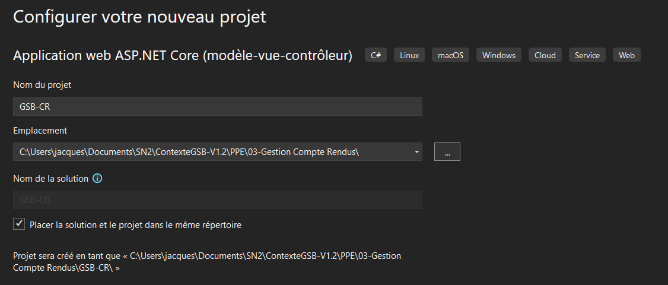 Configurer votre nouveau projet
Application web ASP.NET Core (modèle-vue-contrôleur) C# Linux macOS Windows Cloud Service Web
Nom du projet
GSB-CR
Emplacement
C:\Users\jacques\Documents\SN2\ContexteGSB-V1.2\PPE\03-Gestion Compte Rendus\
...
Nom de la solution
GSB-CR
Placer la solution et le projet dans le même répertoire
Projet sera créé en tant que « C:\Users\jacques\Documents\SN2\ContexteGSB-V1.2\PPE\03-Gestion
Compte Rendus\GSB-CR\ »